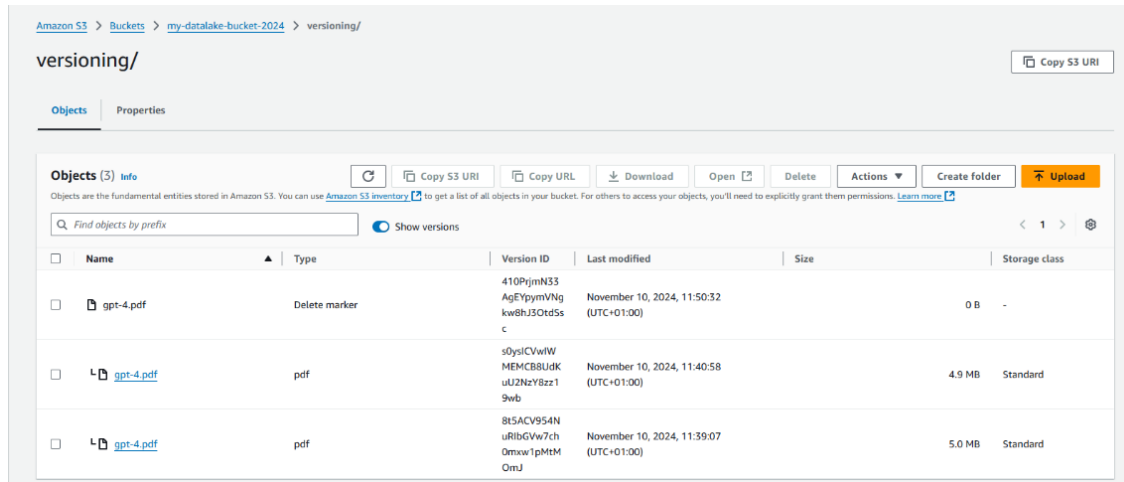 Amazon S3 > Buckets > my-datalake-bucket-2024 > versioning/
versioning/
Copy S3 URI
Objects Properties
Objects (3) Info
Copy S3 URI Copy URL Download Open Delete Actions ▼ Create folder Upload
Objects are the fundamental entities stored in Amazon S3. You can use Amazon S3 inventory to get a list of all objects in your bucket. For others to access your objects, you'll need to explicitly grant them permissions. Learn more
Find objects by prefix Show versions < 1 >
Name ▲ Type Version ID Last modified Size Storage class
gpt-4.pdf Delete marker 410PrjmN33 November 10, 2024, 11:50:32 0 B -
AgEYpymVNg (UTC+01:00)
kw8hJ3OtdSs
c
gpt-4.pdf pdf s0ysICVwIW November 10, 2024, 11:40:58 4.9 MB Standard
MEMCB8UdK (UTC+01:00)
uU2NzY8zz1
9wb
gpt-4.pdf pdf 8t5ACV954N November 10, 2024, 11:39:07 5.0 MB Standard
uRIbGVw7ch (UTC+01:00)
0mxw1pMtM
OmJ